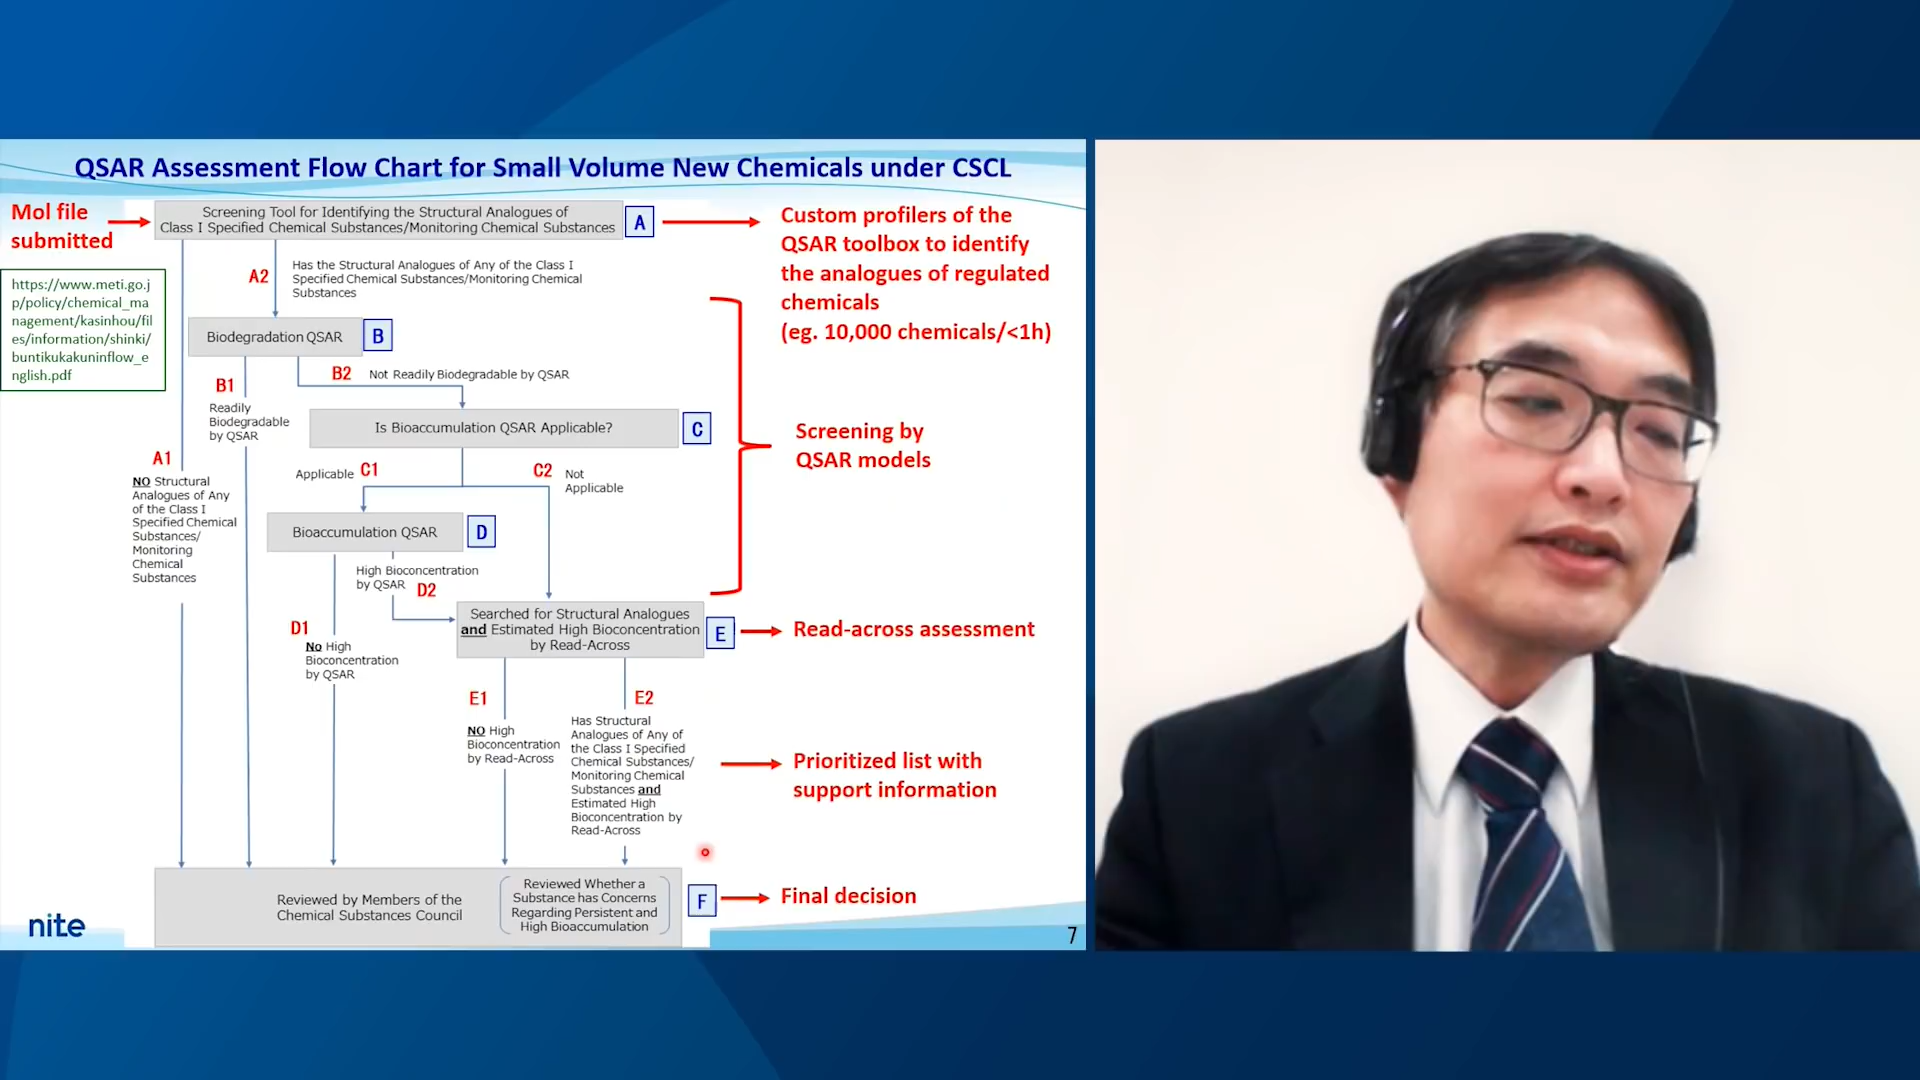 QSAR Assessment Flow Chart for Small Volume New Chemicals under CSCL
Mol file
submitted
Screening Tool for Identifying the Structural Analogues of
Class I Specified Chemical Substances/Monitoring Chemical Substances
A
Custom profilers of the
QSAR toolbox to identify
the analogues of regulated
chemicals
(eg. 10,000 chemicals/<1h)
https://www.meti.go.j
p/policy/chemical_ma
nagement/kasinhou/fil
es/information/shinki/
buntikukakuninflow_e
nglish.pdf
A2
Has the Structural Analogues of Any of the Class I
Specified Chemical Substances/Monitoring Chemical
Substances
Biodegradation QSAR
B
B1
Readily
Biodegradable
by QSAR
B2
Not Readily Biodegradable by QSAR
Is Bioaccumulation QSAR Applicable?
C
Screening by
QSAR models
A1
NO Structural
Analogues of Any
of the Class I
Specified Chemical
Substances/
Monitoring
Chemical
Substances
Applicable
C1
C2
Not
Applicable
Bioaccumulation QSAR
D
High Bioconcentration
by QSAR
D2
D1
No High
Bioconcentration
by QSAR
Searched for Structural Analogues
and Estimated High Bioconcentration
by Read-Across
E
Read-across assessment
E1
NO High
Bioconcentration
by Read-Across
E2
Has Structural
Analogues of Any of
the Class I Specified
Chemical Substances/
Monitoring Chemical
Substances and
Estimated High
Bioconcentration by
Read-Across
Prioritized list with
support information
Reviewed by Members of the
Chemical Substances Council
Reviewed Whether a
Substance has Concerns
Regarding Persistent and
High Bioaccumulation
F
Final decision
nite
7